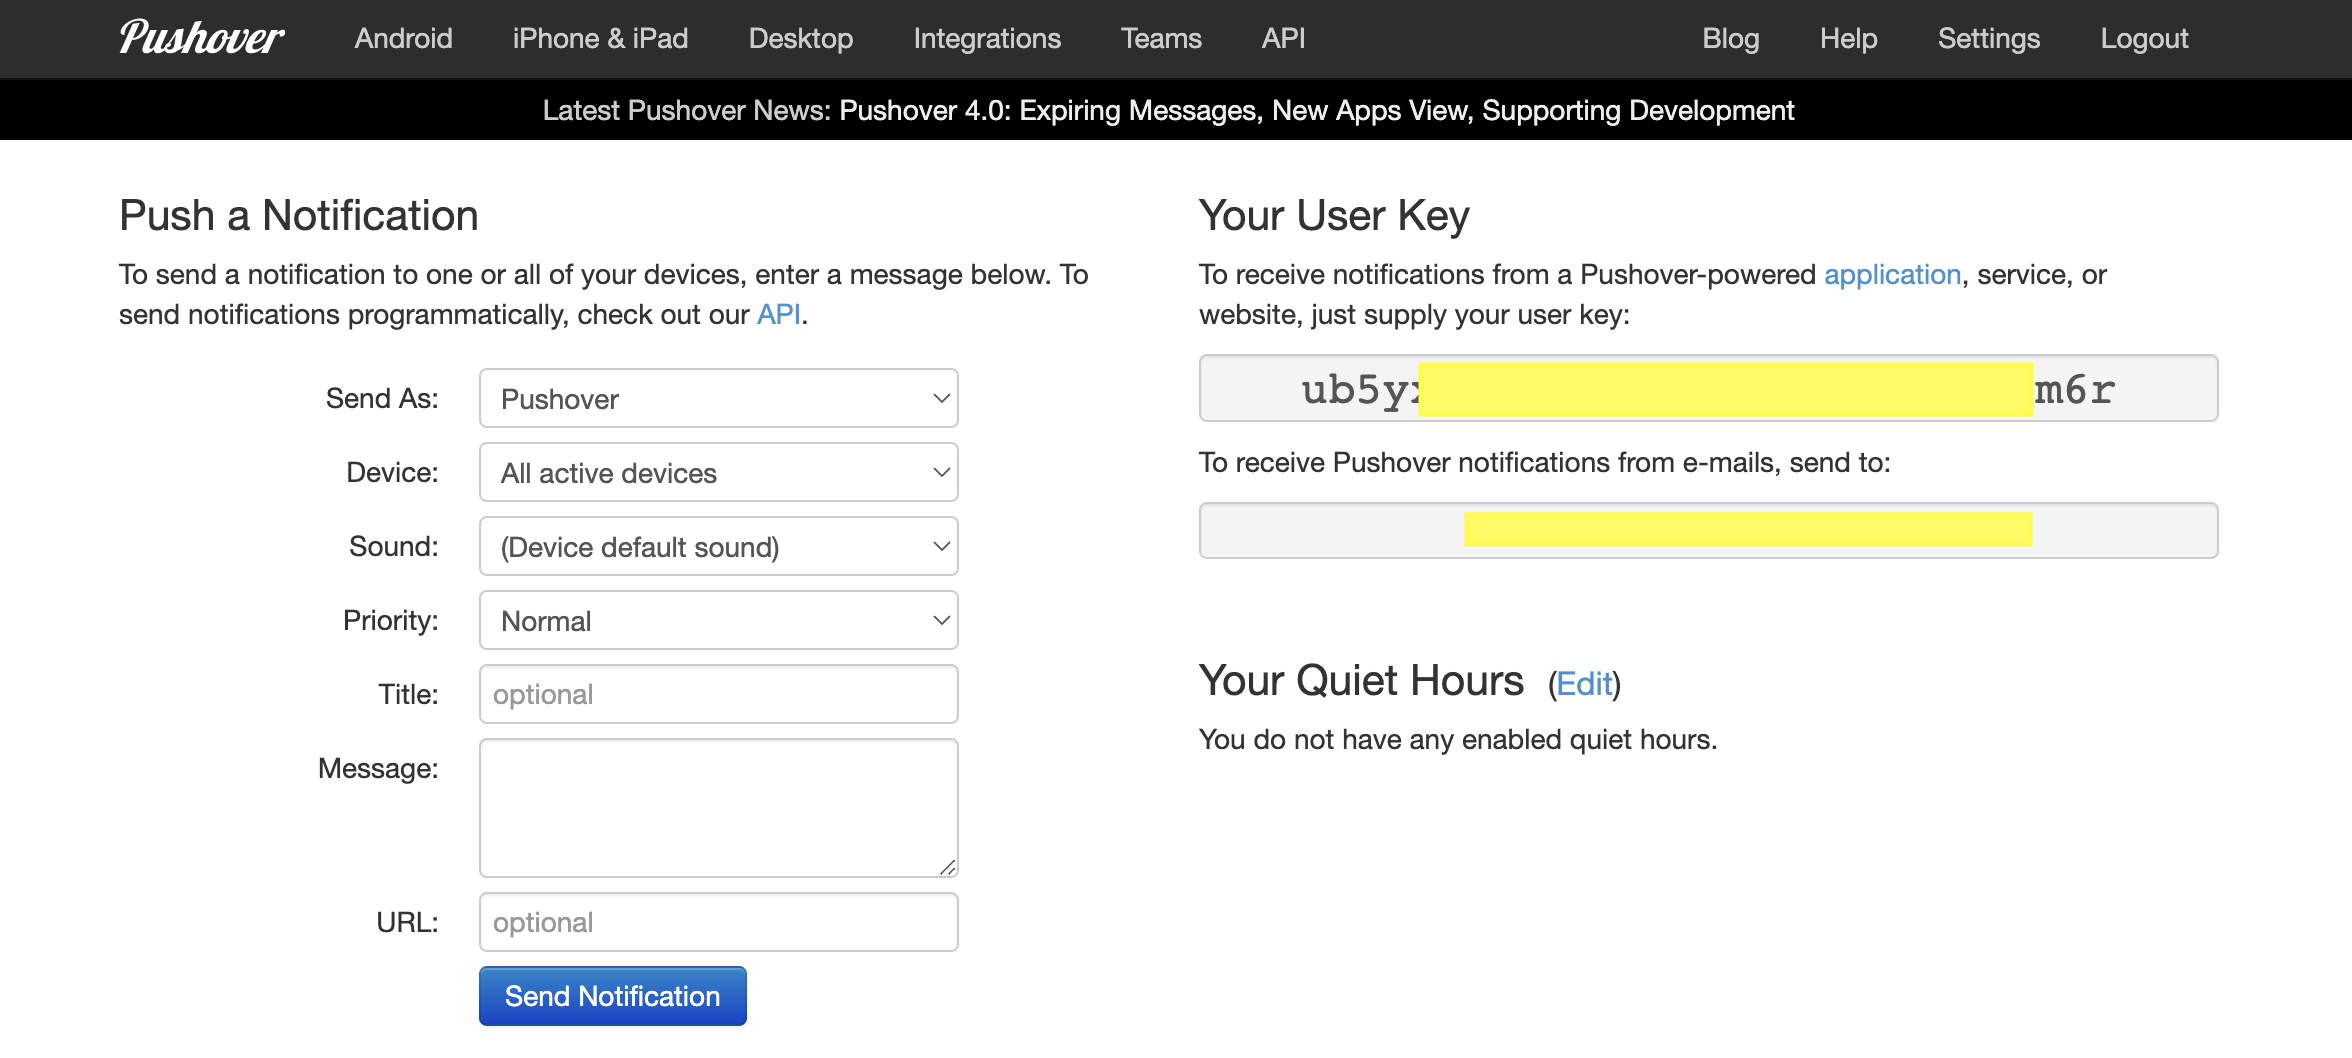 Pushover Android iPhone & iPad Desktop Integrations Teams API Blog Help Settings Logout
Latest Pushover News: Pushover 4.0: Expiring Messages, New Apps View, Supporting Development
Push a Notification
To send a notification to one or all of your devices, enter a message below. To
send notifications programmatically, check out our API.
Send As: Pushover
Device: All active devices
Sound: (Device default sound)
Priority: Normal
Title: optional
Message:
URL: optional
Send Notification
Your User Key
To receive notifications from a Pushover-powered application, service, or
website, just supply your user key:
ub5y m6r
To receive Pushover notifications from e-mails, send to:
Your Quiet Hours (Edit)
You do not have any enabled quiet hours.